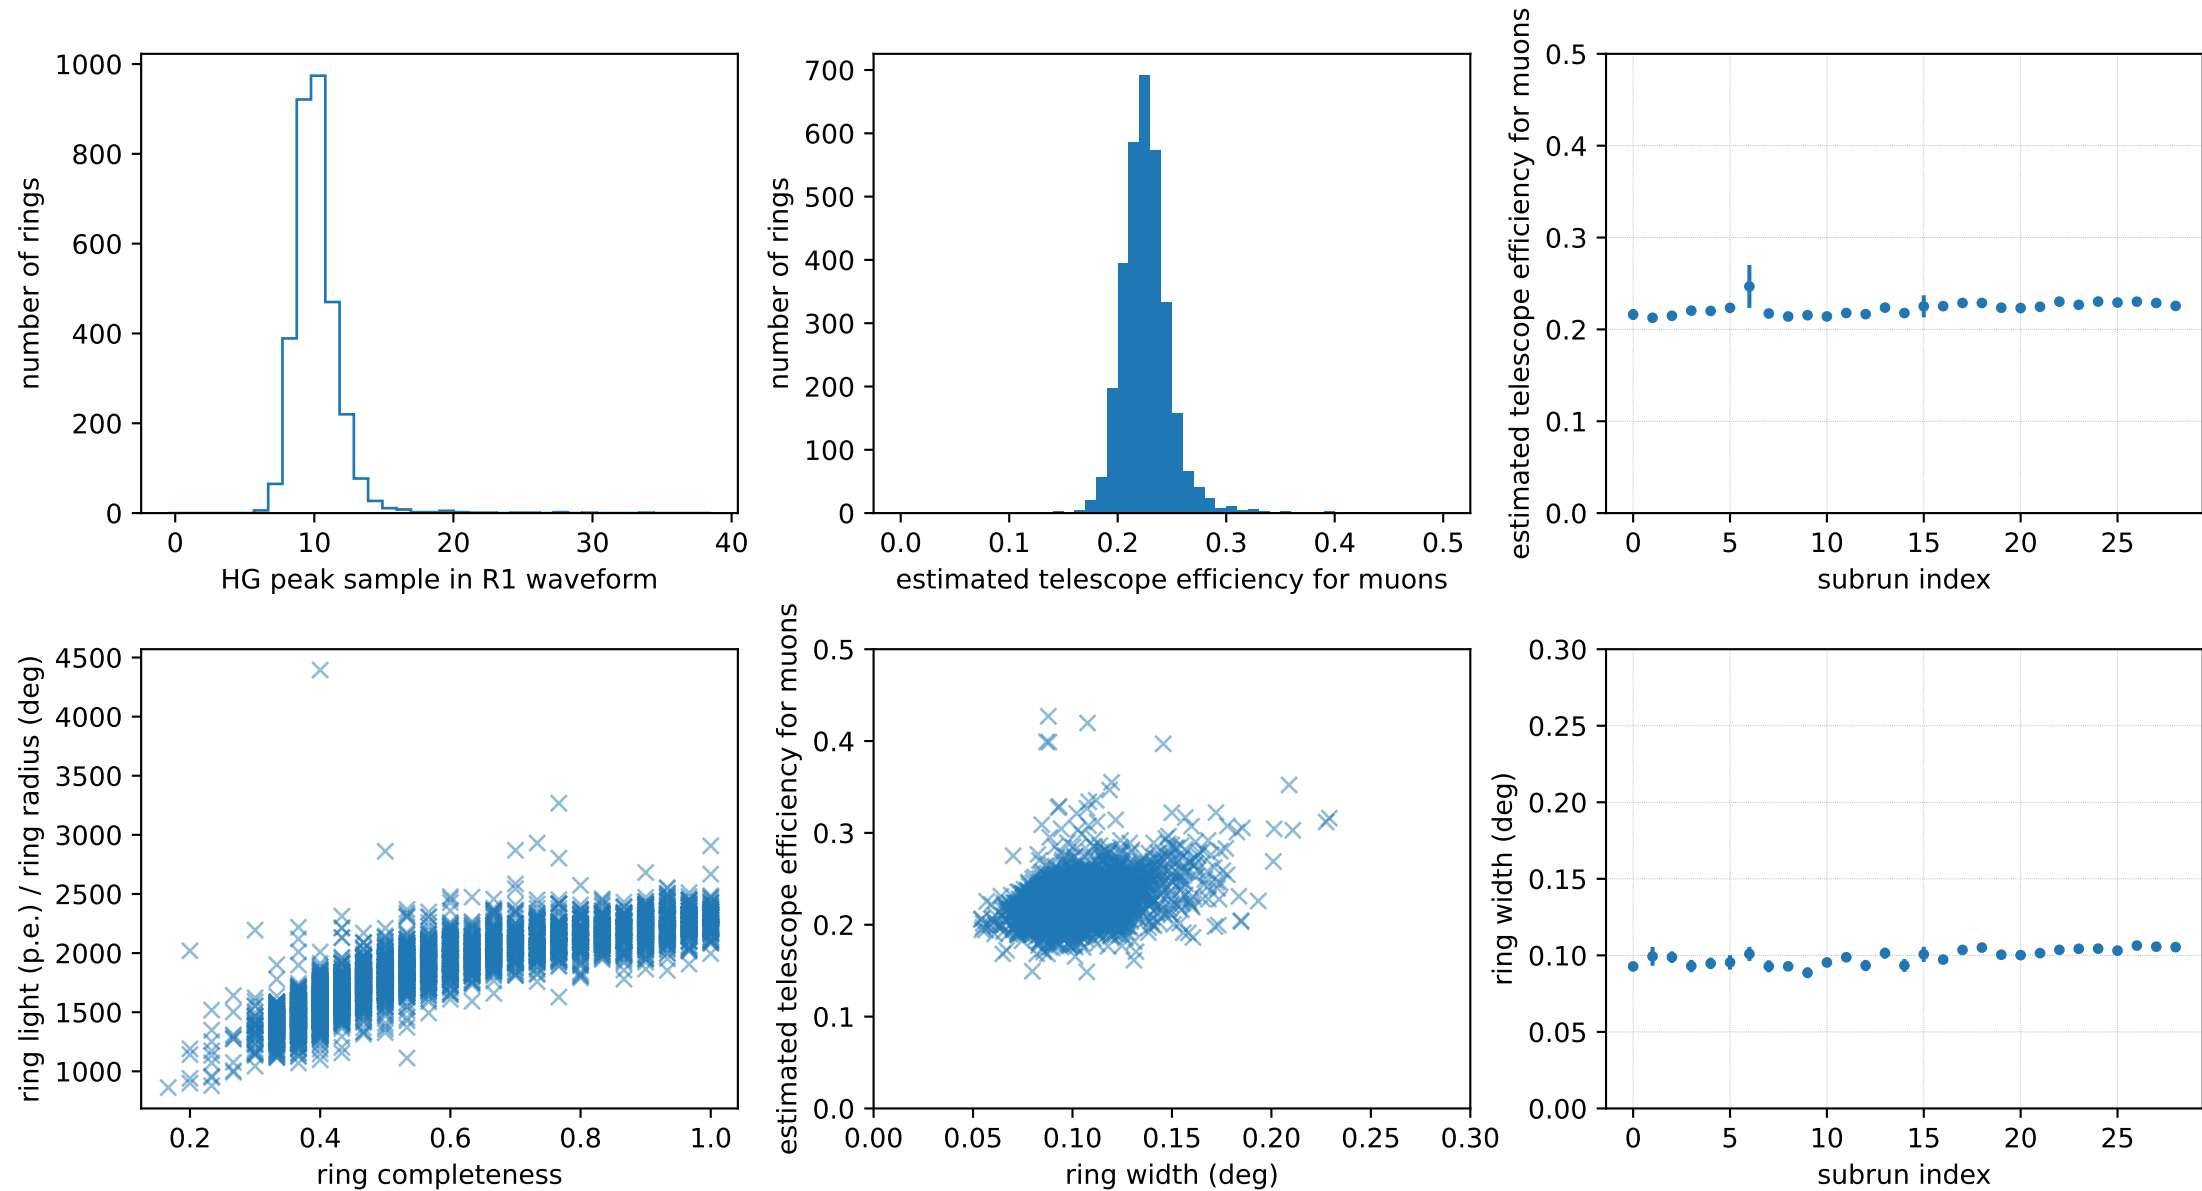 1000
800
600
400
200
0
number of rings
0 10 20 30 40
HG peak sample in R1 waveform
700
600
500
400
300
200
100
0
number of rings
0.0 0.1 0.2 0.3 0.4 0.5
estimated telescope efficiency for muons
0.5
0.4
0.3
0.2
0.1
0.0
estimated telescope efficiency for muons
0 5 10 15 20 25
subrun index
4500
4000
3500
3000
2500
2000
1500
1000
ring light (p.e.) / ring radius (deg)
0.2 0.4 0.6 0.8 1.0
ring completeness
0.5
0.4
0.3
0.2
0.1
0.0
estimated telescope efficiency for muons
0.00 0.05 0.10 0.15 0.20 0.25 0.30
ring width (deg)
0.30
0.25
0.20
0.15
0.10
0.05
0.00
ring width (deg)
0 5 10 15 20 25
subrun index